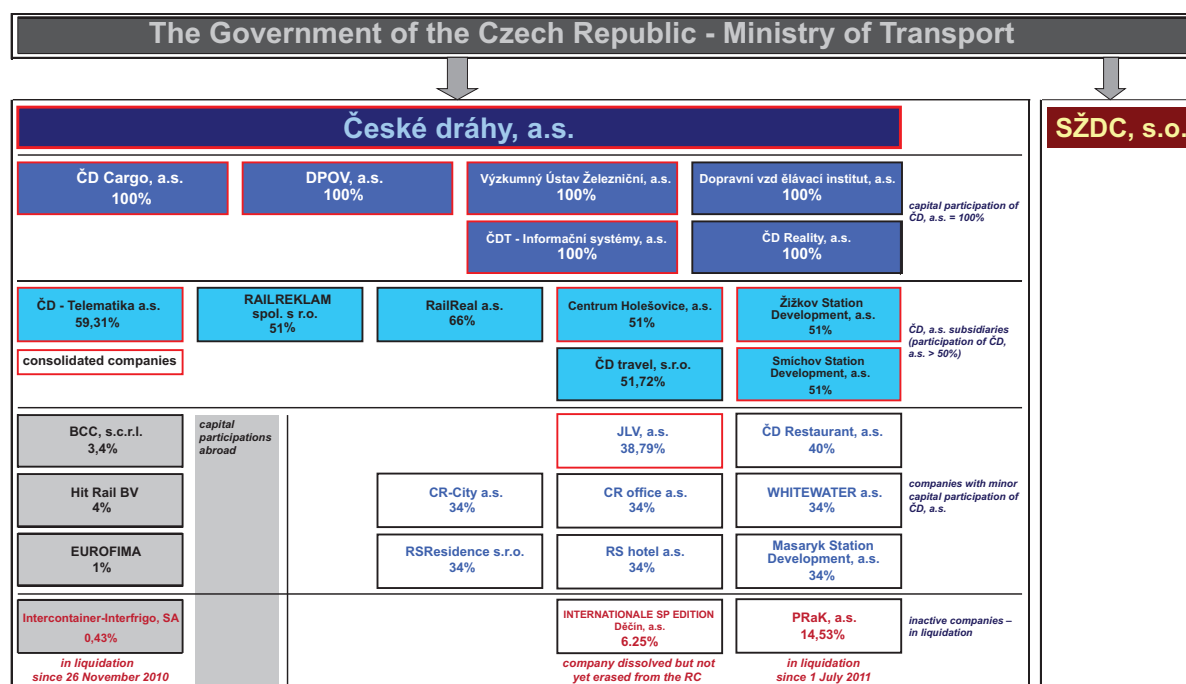 The Government of the Czech Republic - Ministry of Transport
České dráhy, a.s.
SŽDC, s.o.
ČD Cargo, a.s.
100%
DPOV, a.s.
100%
Výzkumný Ústav Železniční, a.s.
100%
Dopravní vzd ělávací institut, a.s.
100%
capital participation of
ČD, a.s. = 100%
ČDT - Informační systémy, a.s.
100%
ČD Reality, a.s.
100%
ČD - Telematika a.s.
59,31%
RAILREKLAM
spol. s r.o.
51%
RailReal a.s.
66%
Centrum Holešovice, a.s.
51%
Žižkov Station
Development, a.s.
51%
ČD, a.s. subsidiaries
(participation of ČD,
a.s. > 50%)
consolidated companies
ČD travel, s.r.o.
51,72%
Smíchov Station
Development, a.s.
51%
BCC, s.c.r.l.
3,4%
capital
participations
abroad
JLV, a.s.
38,79%
ČD Restaurant, a.s.
40%
Hit Rail BV
4%
CR-City a.s.
34%
CR office a.s.
34%
WHITEWATER a.s.
34%
companies with minor
capital participation of
ČD, a.s.
EUROFIMA
1%
RSResidence s.r.o.
34%
RS hotel a.s.
34%
Masaryk Station
Development, a.s.
34%
Intercontainer-Interfrigo, SA
0,43%
INTERNATIONALE SP EDITION
Děčín, a.s.
6.25%
PRaK, a.s.
14,53%
inactive companies –
in liquidation
in liquidation
since 26 November 2010
company dissolved but not
yet erased from the RC
in liquidation
since 1 July 2011